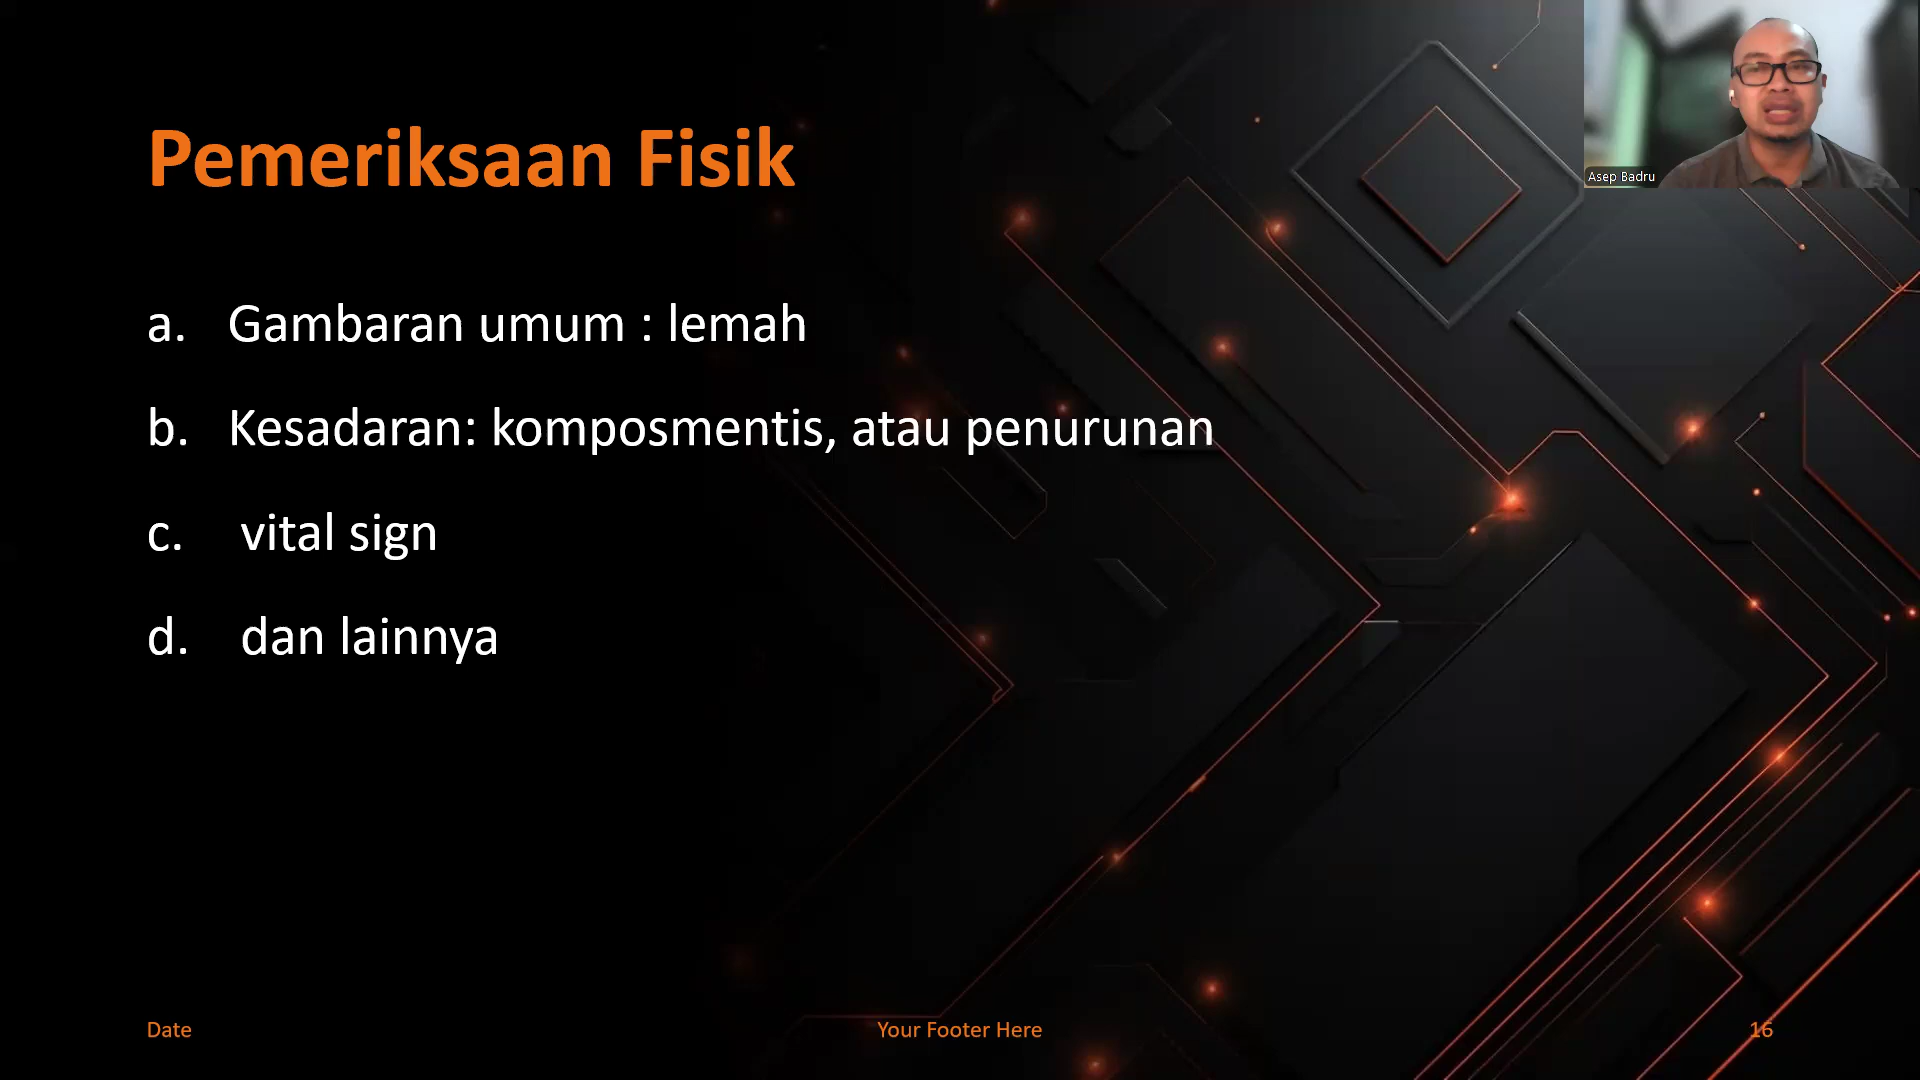 Pemeriksaan Fisik
Asep Badru
a. Gambaran umum : lemah
b. Kesadaran: komposmentis, atau penurunan
c. vital sign
d. dan lainnya
Date
Your Footer Here
16